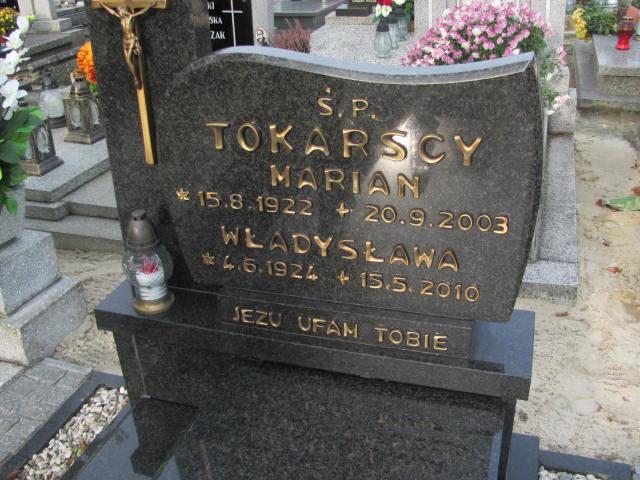 Ś.P.
TOKARSCY
MARIAN
* 15.8.1922 + 20.9.2003
WŁADYSŁAWA
* 4.6.1924 + 15.5.2010
JEZU UFAM TOBIE